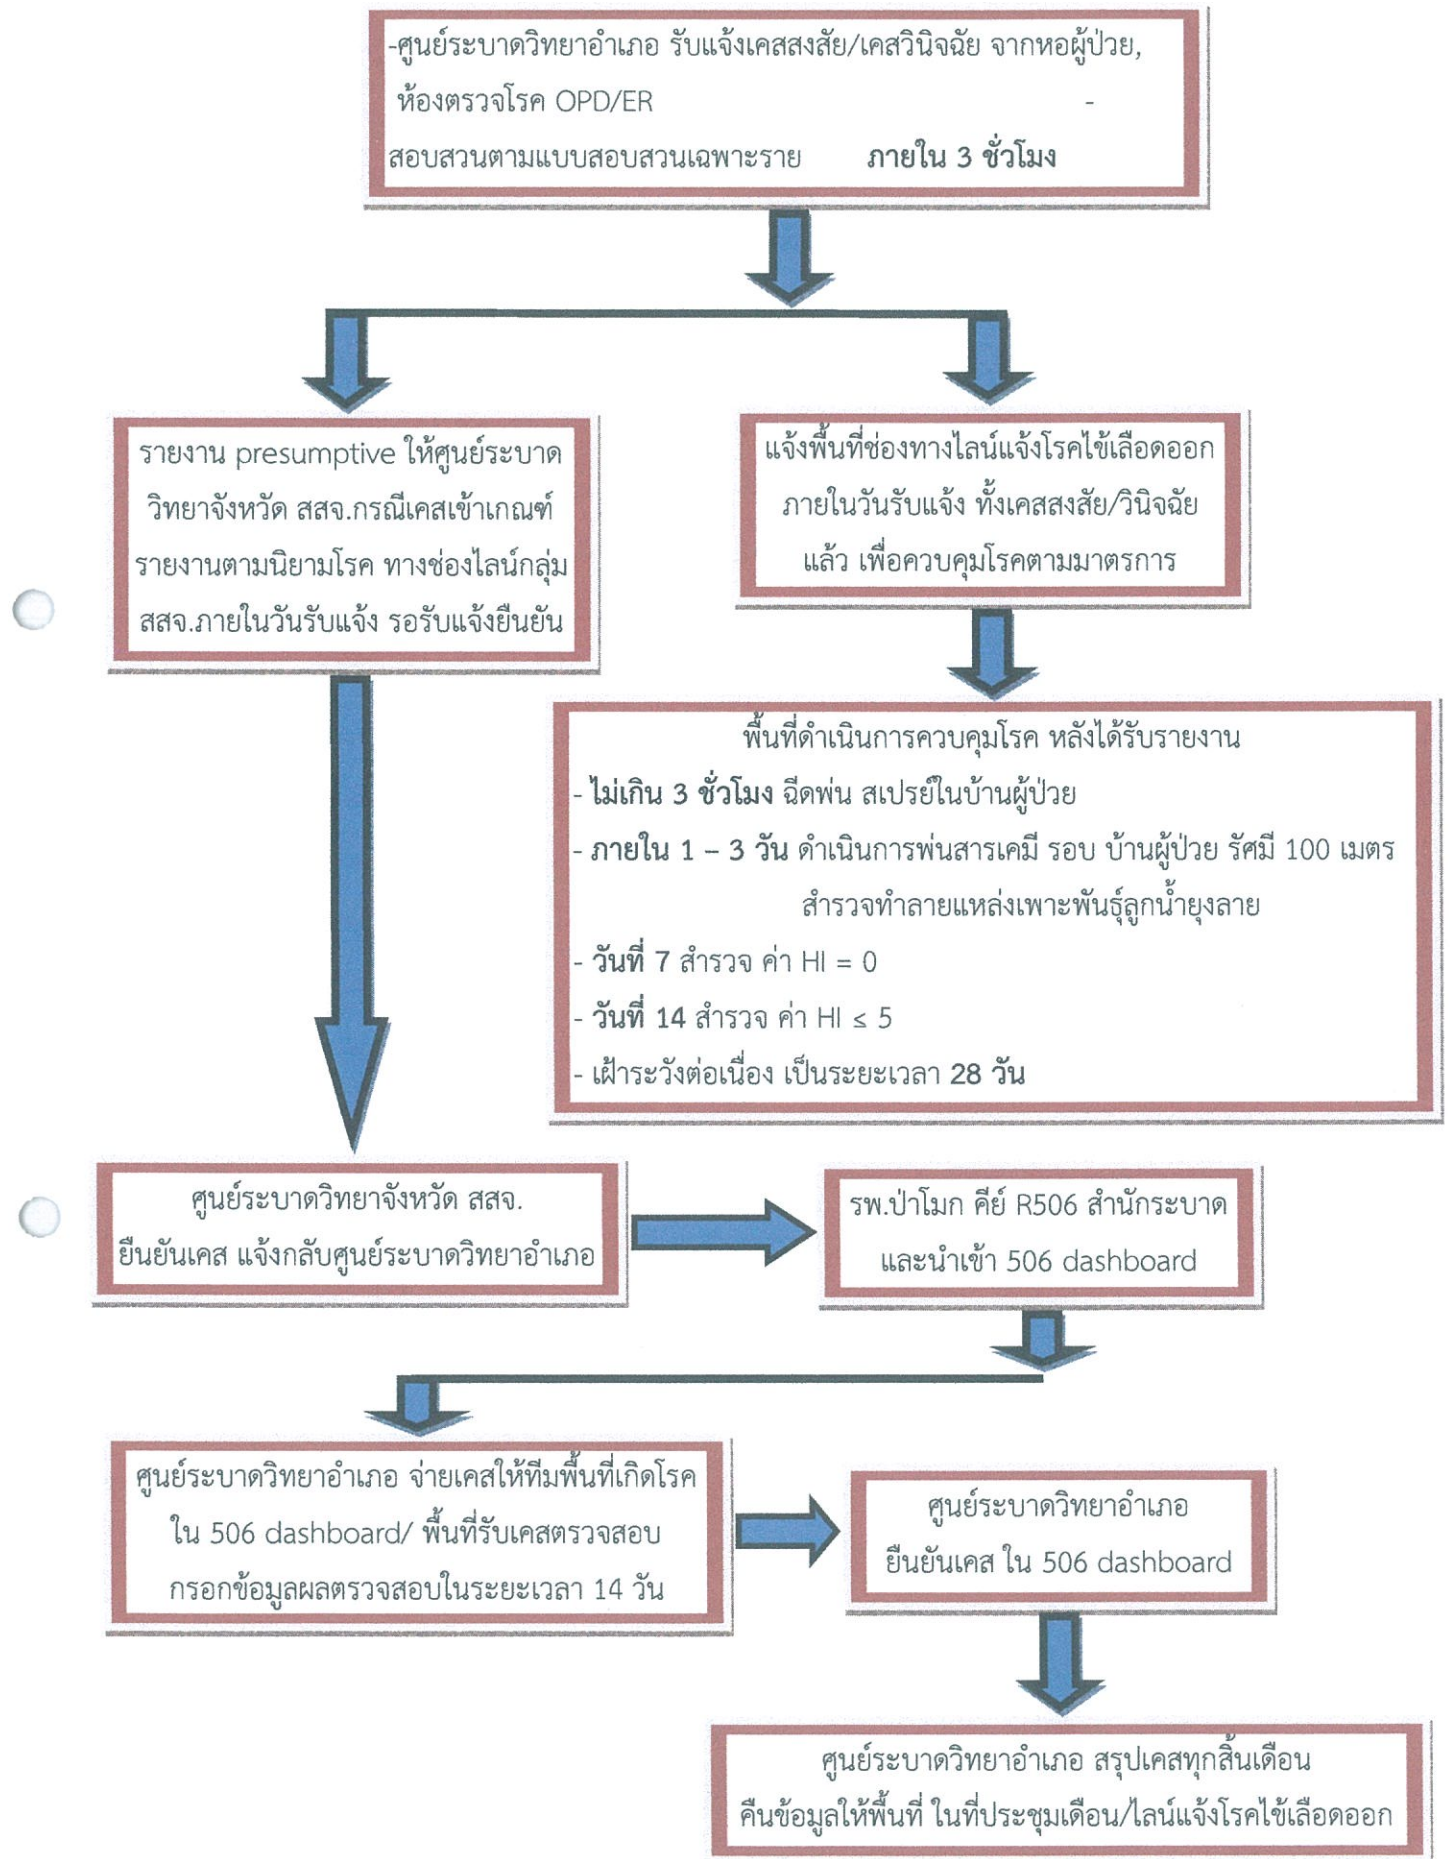 -ศูนย์ระบาดวิทยาอำเภอ รับแจ้งเคสสงสัย/เคสวินิจฉัย จากหอผู้ป่วย,
ห้องตรวจโรค OPD/ER -
สอบสวนตามแบบสอบสวนเฉพาะราย ภายใน 3 ชั่วโมง
รายงาน presumptive ให้ศูนย์ระบาด
วิทยาจังหวัด สสจ.กรณีเคสเข้าเกณฑ์
รายงานตามนิยามโรค ทางช่องไลน์กลุ่ม
สสจ.ภายในวันรับแจ้ง รอรับแจ้งยืนยัน
แจ้งพื้นที่ช่องทางไลน์แจ้งโรคไข้เลือดออก
ภายในวันรับแจ้ง ทั้งเคสสงสัย/วินิจฉัย
แล้ว เพื่อควบคุมโรคตามมาตรการ
พื้นที่ดำเนินการควบคุมโรค หลังได้รับรายงาน
- ไม่เกิน 3 ชั่วโมง ฉีดพ่น สเปรย์ในบ้านผู้ป่วย
- ภายใน 1 – 3 วัน ดำเนินการพ่นสารเคมี รอบ บ้านผู้ป่วย รัศมี 100 เมตร
สำรวจทำลายแหล่งเพาะพันธุ์ลูกน้ำยุงลาย
- วันที่ 7 สำรวจ ค่า HI = 0
- วันที่ 14 สำรวจ ค่า HI ≤ 5
- เฝ้าระวังต่อเนื่อง เป็นระยะเวลา 28 วัน
ศูนย์ระบาดวิทยาจังหวัด สสจ.
ยืนยันเคส แจ้งกลับศูนย์ระบาดวิทยาอำเภอ
รพ.ป่าโมก คีย์ R506 สำนักระบาด
และนำเข้า 506 dashboard
ศูนย์ระบาดวิทยาอำเภอ จ่ายเคสให้ทีมพื้นที่เกิดโรค
ใน 506 dashboard/ พื้นที่รับเคสตรวจสอบ
กรอกข้อมูลผลตรวจสอบในระยะเวลา 14 วัน
ศูนย์ระบาดวิทยาอำเภอ
ยืนยันเคส ใน 506 dashboard
ศูนย์ระบาดวิทยาอำเภอ สรุปเคสทุกสิ้นเดือน
คืนข้อมูลให้พื้นที่ ในที่ประชุมเดือน/ไลน์แจ้งโรคไข้เลือดออก